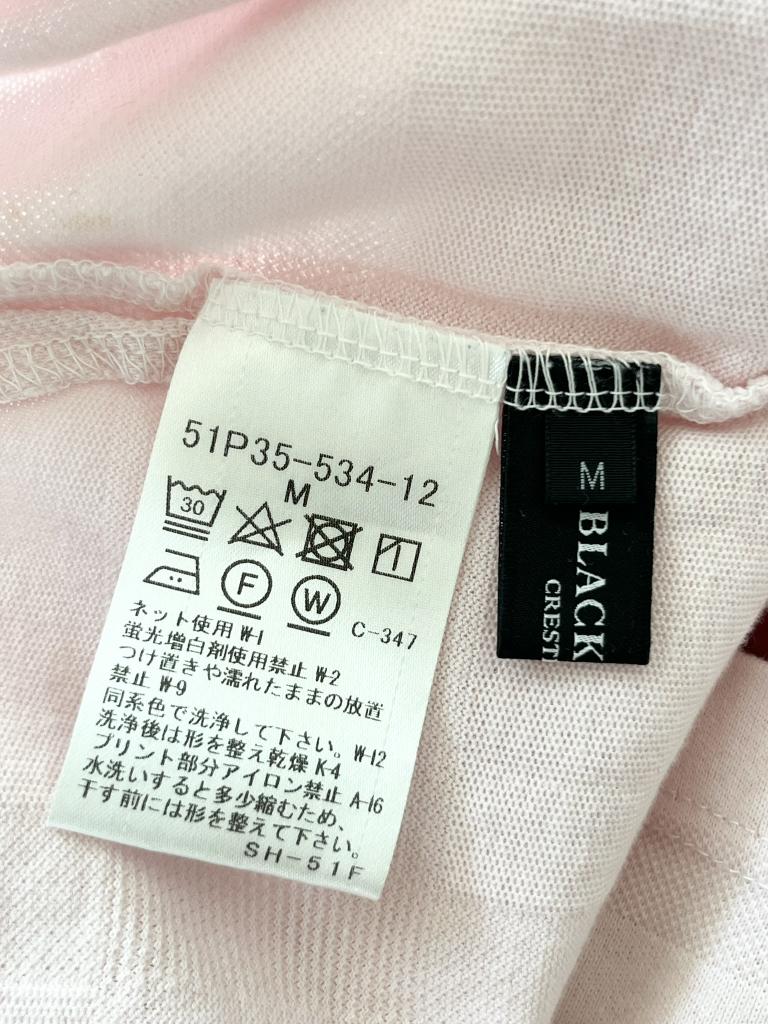 51P35-534-12
M
30
F
W
C-347
ネット使用 W-1
蛍光増白剤使用禁止 W-2
つけ置きや濡れたままの放置
禁止 W-9
同系色で洗浄して下さい。 W-12
洗浄後は形を整え乾燥 K-4
プリント部分アイロン禁止 A-16
水洗いすると多少縮むため、
干す前には形を整えて下さい。
SH-51F
M
BLACK
CREST